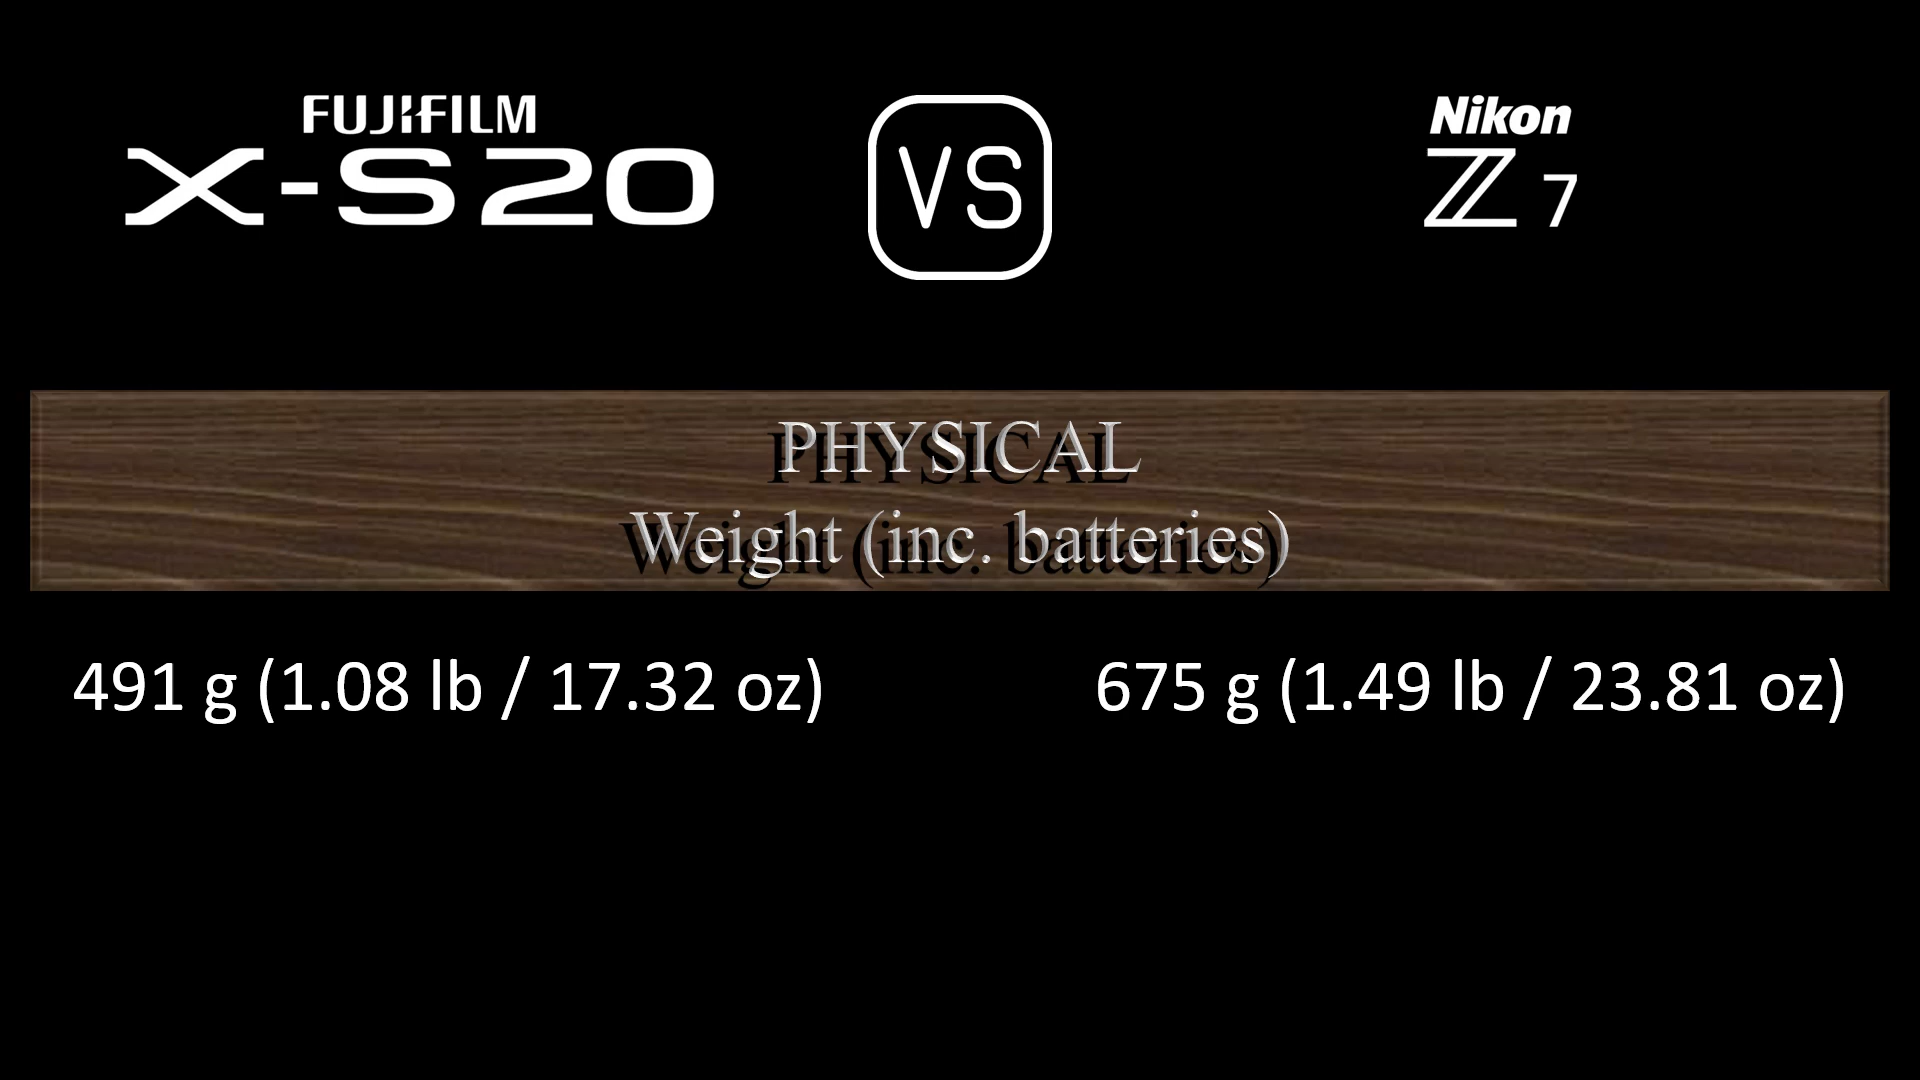 FUJIFILM
X-S20
VS
Nikon
Z 7
PHYSICAL
Weight (inc. batteries)
491 g (1.08 lb / 17.32 oz)
675 g (1.49 lb / 23.81 oz)